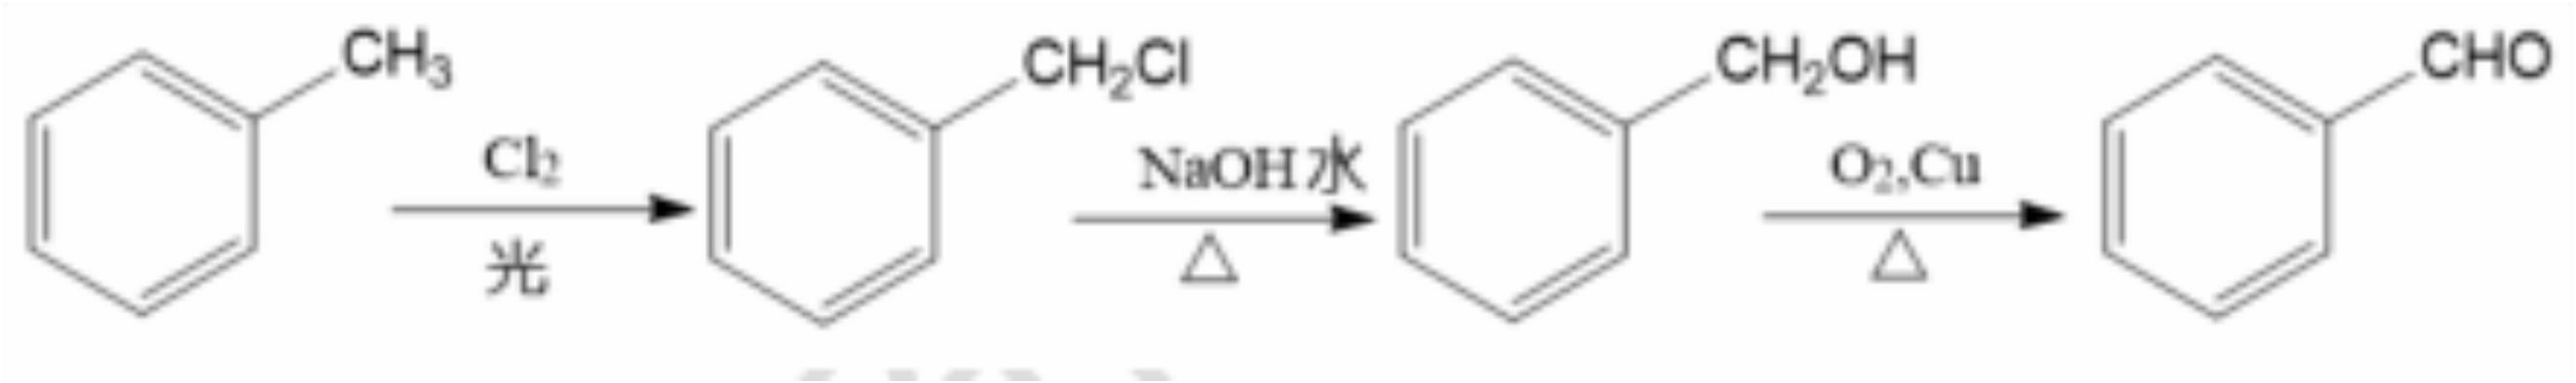 CH₃
Cl₂
光
CH₂Cl
NaOH水
△
CH₂OH
O₂,Cu
△
CHO